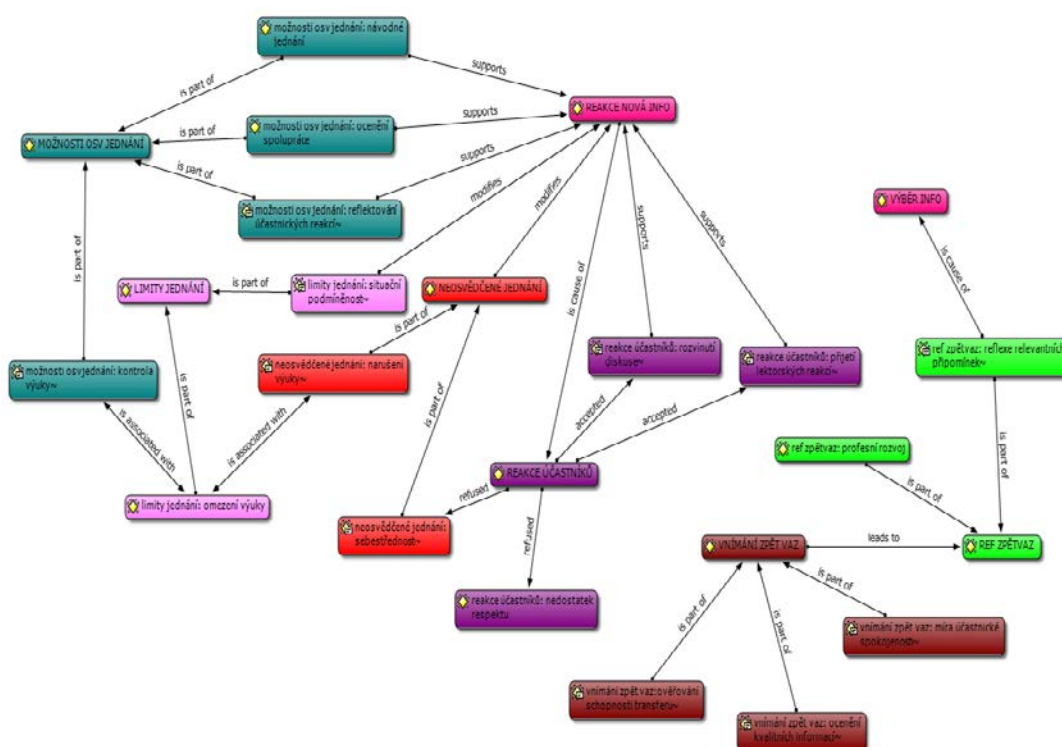 možnosti osv jednání: návodné
jednání
supports
is part of
REAKCE NOVÁ INFO
možnosti osv jednání: ocenění
spolupráce
supports
is part of
MOŽNOSTI OSV JEDNÁNÍ
supports
is part of
modifies
modifies
VÝBĚR INFO
možnosti osv jednání: reflektování
účastnických reakcí~
supports
supports
is part of
is cause of
LIMITY JEDNÁNÍ
is part of
limity jednání: situační
podmíněnost~
NEOSVĚDČENÉ JEDNÁNÍ
is cause of
is part of
reakce účastníků: rozvinutí
diskuse~
reakce účastníků: přijetí
lektorských reakcí~
ref zpětvaz: reflexe relevantních
připomínek~
možnosti osv jednání: kontrola
výuky~
neosvědčené jednání: narušení
výuky~
is part of
is part of
accepted
accepted
is part of
is associated with
is associated with
ref zpětvaz: profesní rozvoj
REAKCE ÚČASTNÍKŮ
is part of
limity jednání: omezení výuky
refused
refused
neosvědčené jednání:
sebestřednost~
VNÍMÁNÍ ZPĚT VAZ
leads to
REF ZPĚTVAZ
reakce účastníků: nedostatek
respektu
is part of
is part of
is part of
vnímání zpět vaz: míra účastnické
spokojenosti~
vnímání zpět vaz:ověřování
schopnosti transferu~
vnímání zpět vaz: ocenění
kvalitních informací~